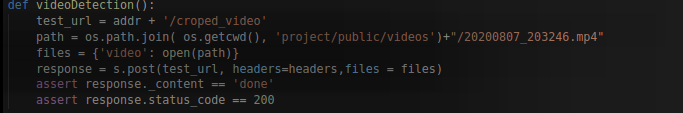 def videoDetection():
    test_url = addr + '/croped_video'
    path = os.path.join( os.getcwd(), 'project/public/videos')+"/20200807_203246.mp4"
    files = {'video': open(path)}
    response = s.post(test_url, headers=headers,files = files)
    assert response._content == 'done'
    assert response.status_code == 200